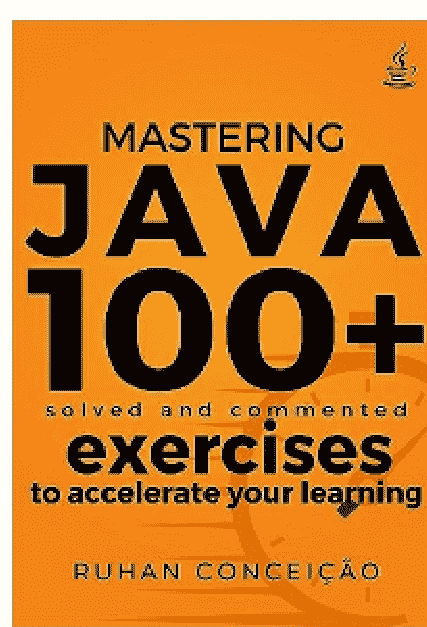 MASTERING
JAVA
100+
solved and commented
exercises
to accelerate your learning
RUHAN CONCEIÇÃO